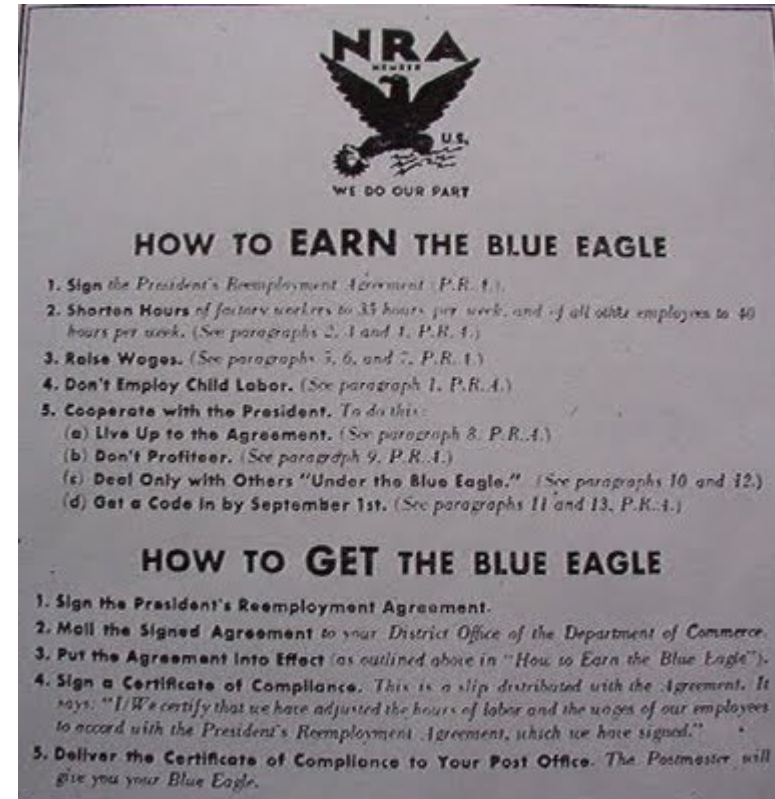 NRA
MEMBER
U.S.
WE DO OUR PART
HOW TO EARN THE BLUE EAGLE
1. Sign the President's Reemployment Agreement (P.R.A.).
2. Shorten Hours of factory workers to 35 hours per week, and of all other employees to 40
hours per week. (See paragraphs 2, 3 and 4, P.R.A.)
3. Raise Wages. (See paragraphs 5, 6, and 7, P.R.A.)
4. Don't Employ Child Labor. (See paragraph 1, P.R.A.)
5. Cooperate with the President. To do this:
(a) Live Up to the Agreement. (See paragraph 8, P.R.A.)
(b) Don't Profiteer. (See paragraph 9, P.R.A.)
(c) Deal Only with Others "Under the Blue Eagle." (See paragraphs 10 and 12.)
(d) Get a Code in by September 1st. (See paragraphs 11 and 13, P.R.A.)
HOW TO GET THE BLUE EAGLE
1. Sign the President's Reemployment Agreement.
2. Mail the Signed Agreement to your District Office of the Department of Commerce.
3. Put the Agreement Into Effect (as outlined above in "How to Earn the Blue Eagle").
4. Sign a Certificate of Compliance. This is a slip distributed with the Agreement. It
says: "I/We certify that we have adjusted the hours of labor and the wages of our employees
to accord with the President's Reemployment Agreement, which we have signed."
5. Deliver the Certificate of Compliance to Your Post Office. The Postmaster will
give you your Blue Eagle.